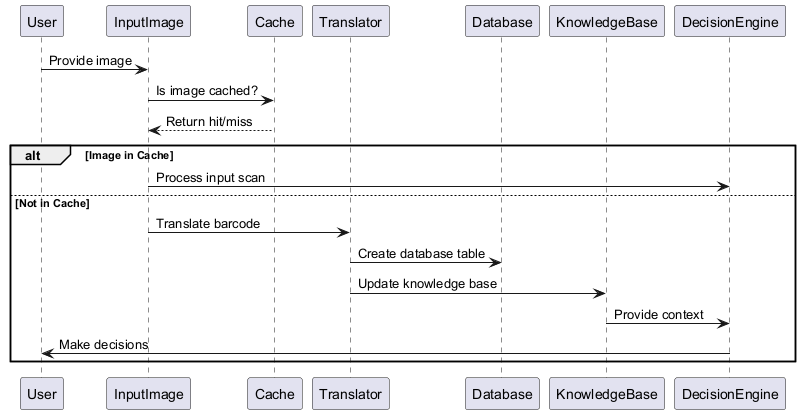 User InputImage Cache Translator Database KnowledgeBase DecisionEngine
Provide image
Is image cached?
Return hit/miss
alt [Image in Cache]
Process input scan
[Not in Cache]
Translate barcode
Create database table
Update knowledge base
Provide context
Make decisions
User InputImage Cache Translator Database KnowledgeBase DecisionEngine